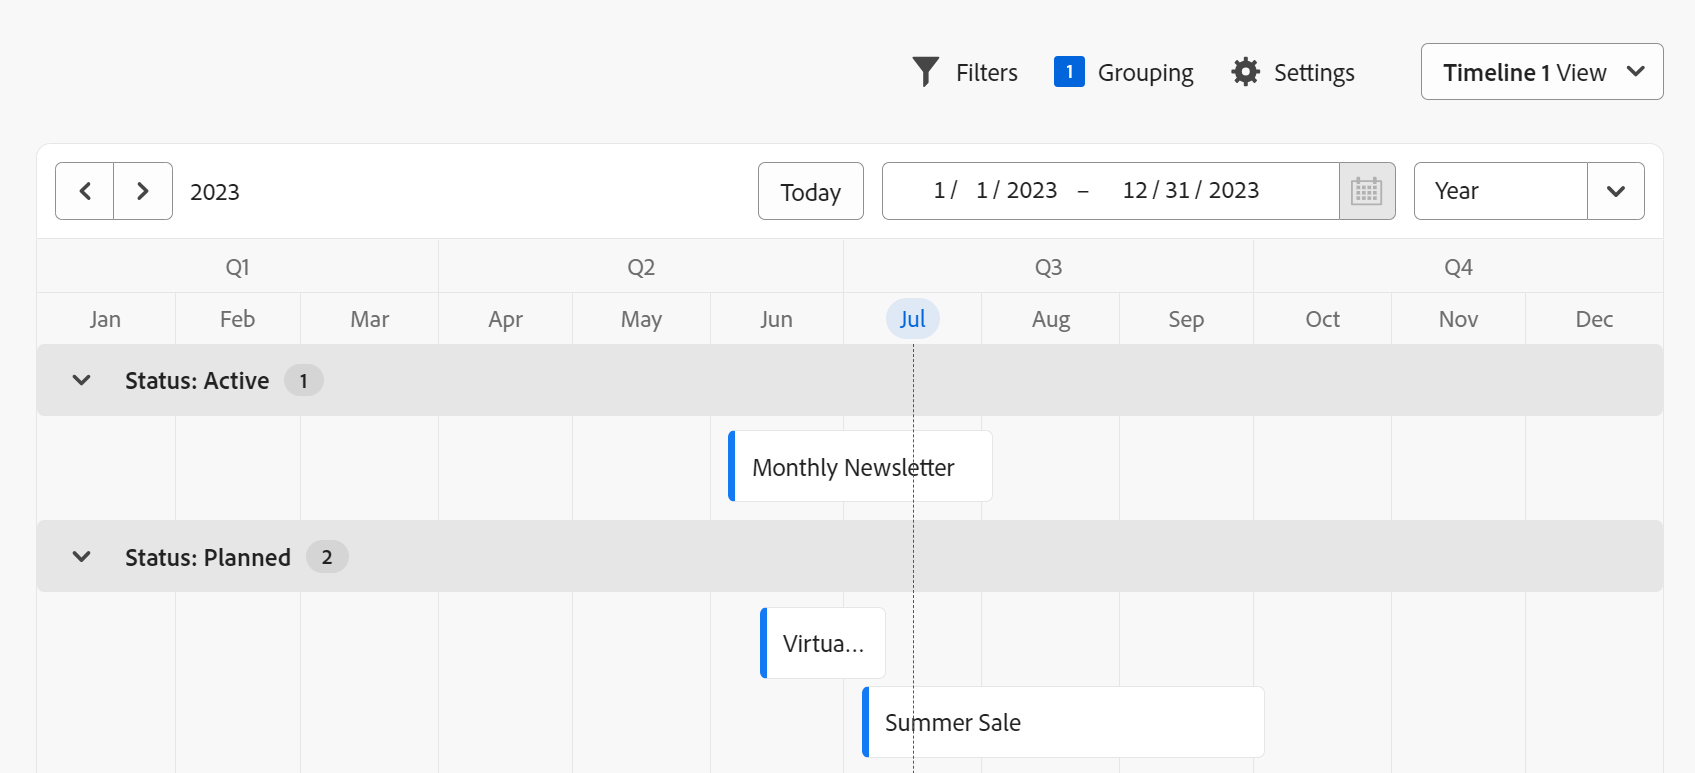 Filters 1 Grouping Settings Timeline 1 View
2023 Today 1 / 1 / 2023 – 12 / 31 / 2023 Year
Q1 Q2 Q3 Q4
Jan Feb Mar Apr May Jun Jul Aug Sep Oct Nov Dec
Status: Active 1
Monthly Newsletter
Status: Planned 2
Virtua...
Summer Sale